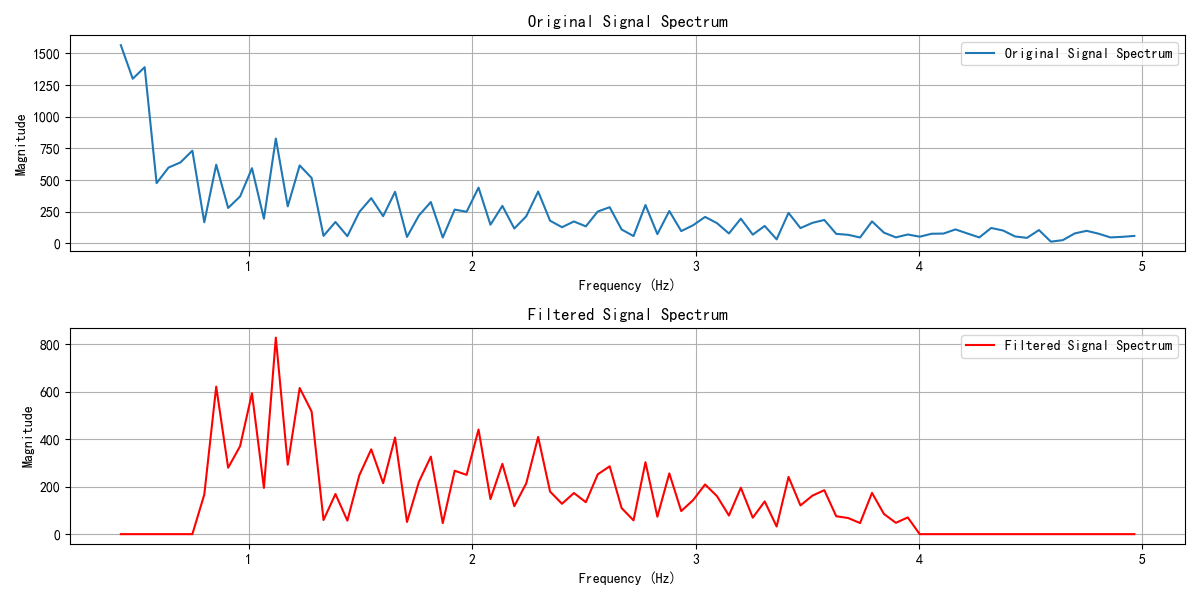 Original Signal Spectrum
Original Signal Spectrum
Magnitude
1500
1250
1000
750
500
250
0
1 2 3 4 5
Frequency (Hz)
Filtered Signal Spectrum
Filtered Signal Spectrum
Magnitude
800
600
400
200
0
1 2 3 4 5
Frequency (Hz)